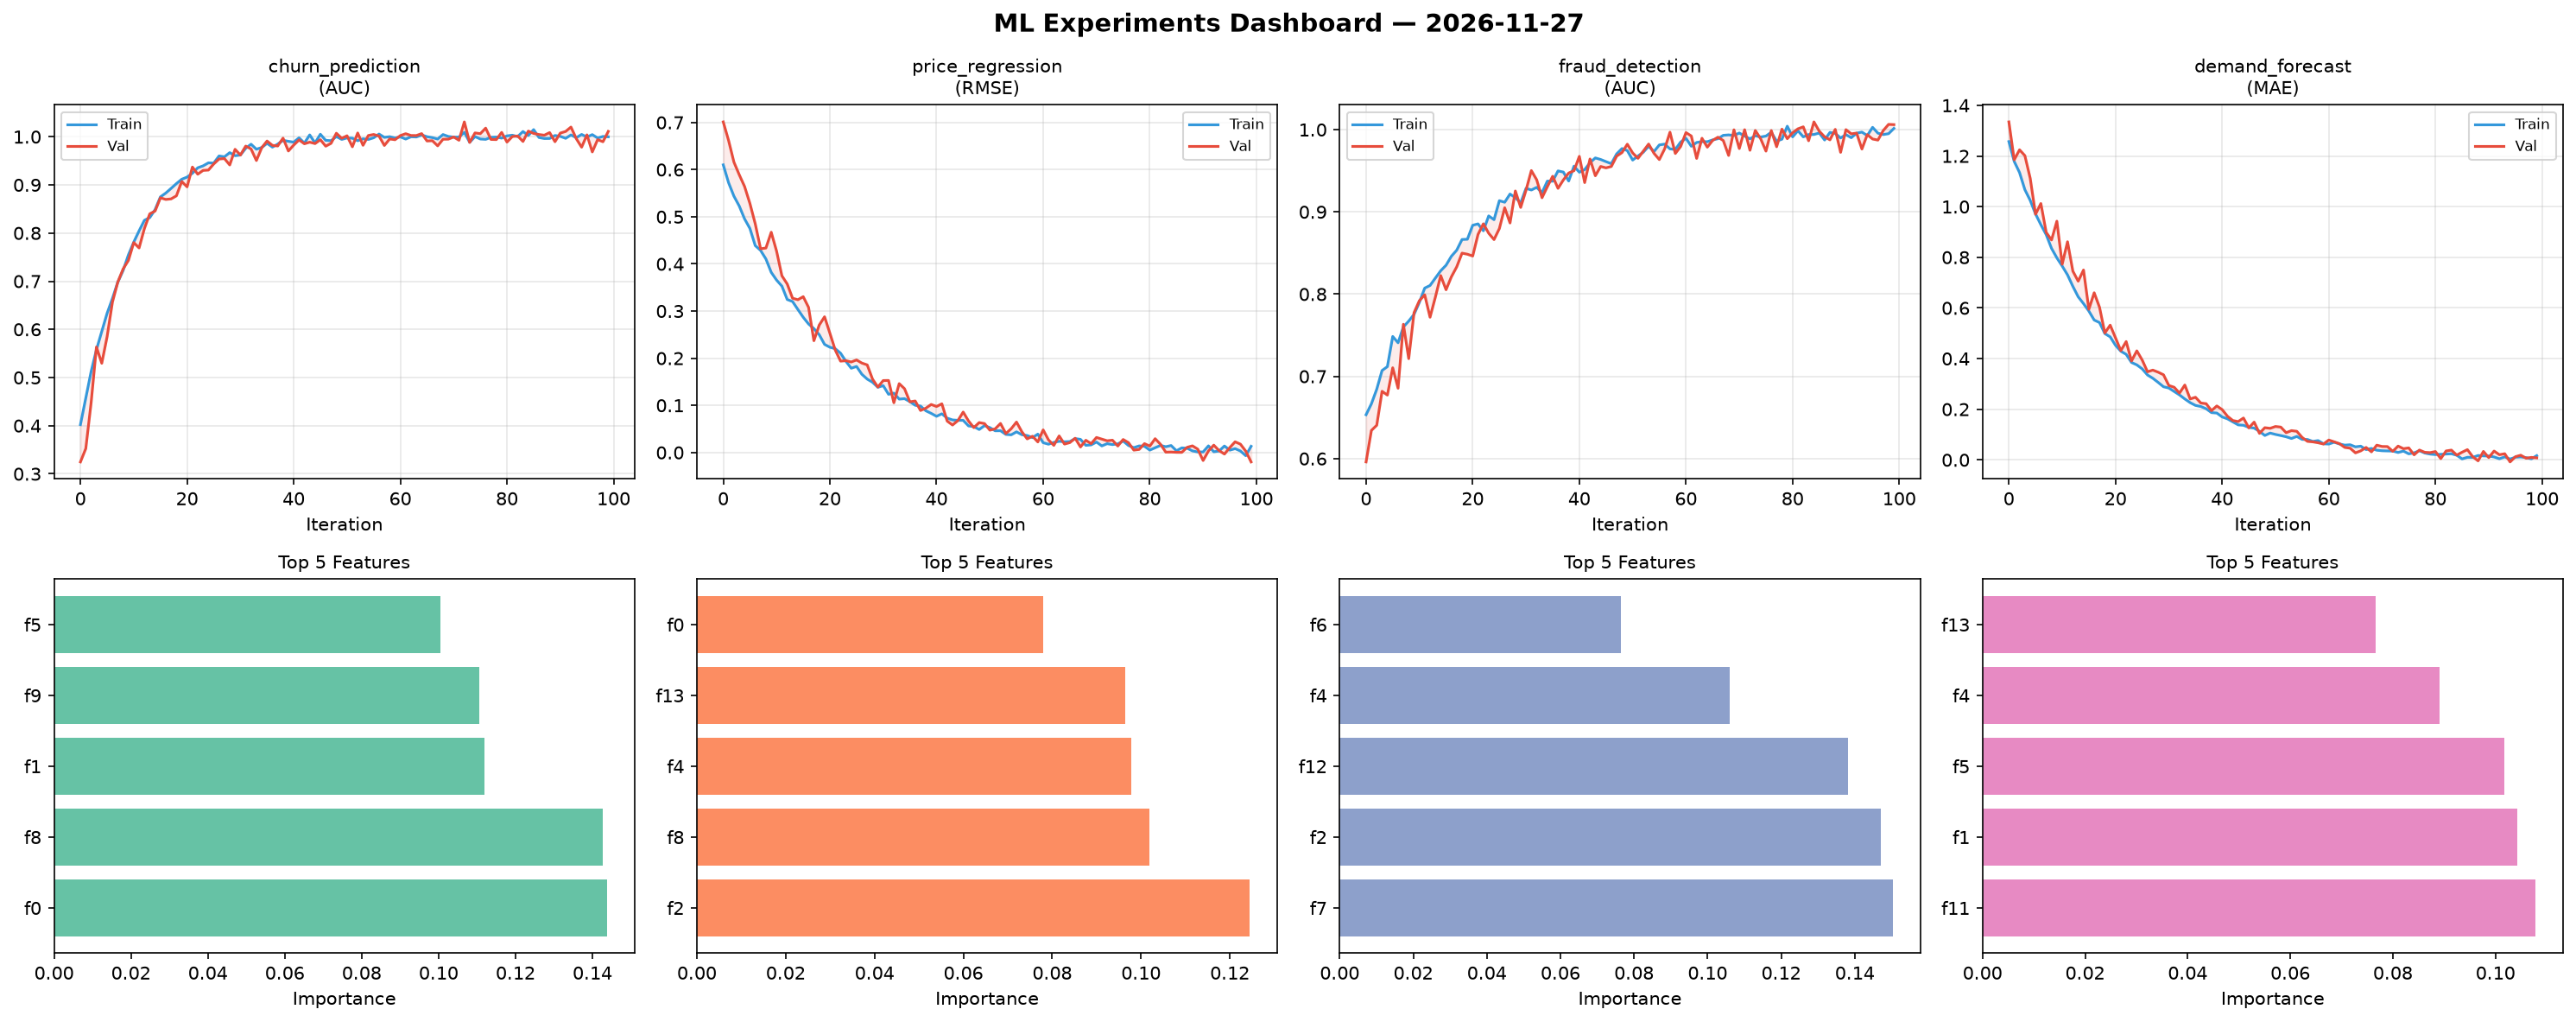 ML Experiments Dashboard — 2026-11-27
churn_prediction
(AUC)
Train
Val
1.0
0.9
0.8
0.7
0.6
0.5
0.4
0.3
0 20 40 60 80 100
Iteration
price_regression
(RMSE)
Train
Val
0.7
0.6
0.5
0.4
0.3
0.2
0.1
0.0
0 20 40 60 80 100
Iteration
fraud_detection
(AUC)
Train
Val
1.0
0.9
0.8
0.7
0.6
0 20 40 60 80 100
Iteration
demand_forecast
(MAE)
Train
Val
1.4
1.2
1.0
0.8
0.6
0.4
0.2
0.0
0 20 40 60 80 100
Iteration
Top 5 Features
f5
f9
f1
f8
f0
0.00 0.02 0.04 0.06 0.08 0.10 0.12 0.14
Importance
Top 5 Features
f0
f13
f4
f8
f2
0.00 0.02 0.04 0.06 0.08 0.10 0.12
Importance
Top 5 Features
f6
f4
f12
f2
f7
0.00 0.02 0.04 0.06 0.08 0.10 0.12 0.14
Importance
Top 5 Features
f13
f4
f5
f1
f11
0.00 0.02 0.04 0.06 0.08 0.10
Importance